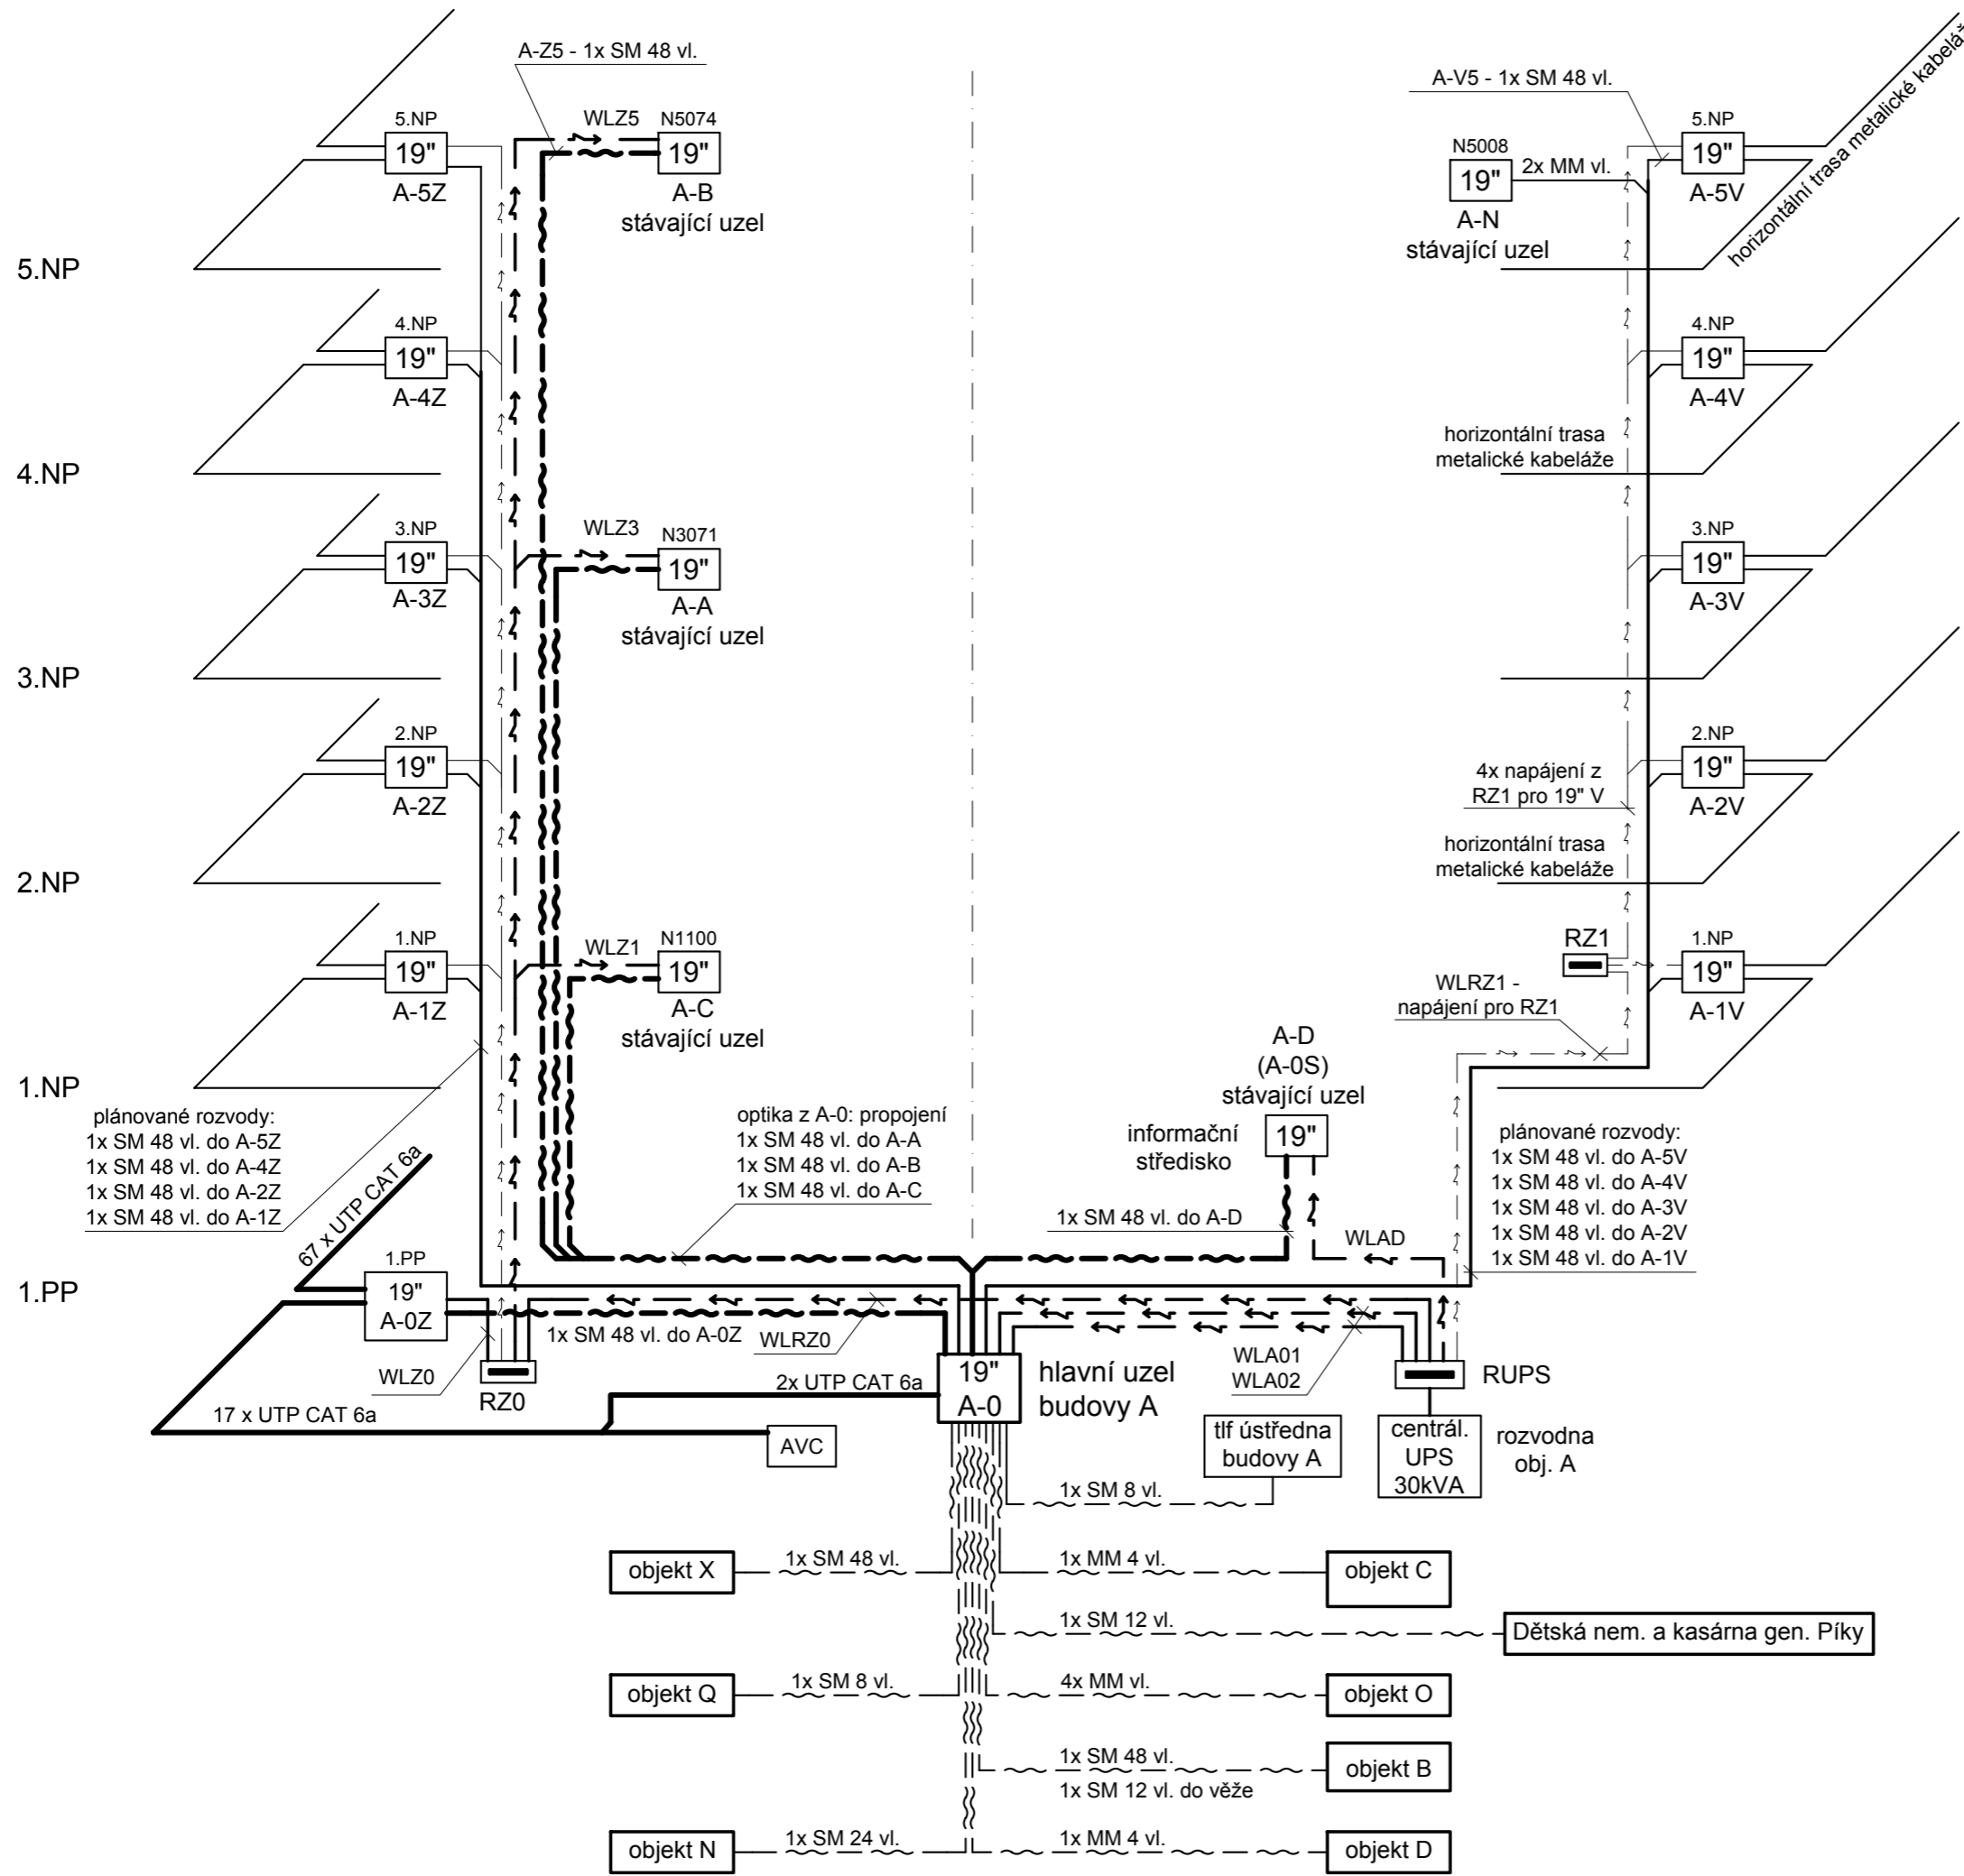 A-Z5 - 1x SM 48 vl.
A-V5 - 1x SM 48 vl.
horizontální trasa metalické kabeláž
5.NP
19"
A-5Z
WLZ5
N5074
19"
A-B
stávající uzel
N5008
19"
A-N
stávající uzel
2x MM vl.
5.NP
19"
A-5V
5.NP
4.NP
19"
A-4Z
4.NP
19"
A-4V
horizontální trasa
metalické kabeláže
4.NP
3.NP
19"
A-3Z
WLZ3
N3071
19"
A-A
stávající uzel
3.NP
19"
A-3V
3.NP
2.NP
19"
A-2Z
4x napájení z
RZ1 pro 19" V
2.NP
19"
A-2V
horizontální trasa
metalické kabeláže
2.NP
1.NP
19"
A-1Z
WLZ1
N1100
19"
A-C
stávající uzel
RZ1
1.NP
19"
A-1V
WLRZ1 -
napájení pro RZ1
A-D
(A-0S)
stávající uzel
19"
informační
středisko
1.NP
plánované rozvody:
1x SM 48 vl. do A-5Z
1x SM 48 vl. do A-4Z
1x SM 48 vl. do A-2Z
1x SM 48 vl. do A-1Z
67 x UTP CAT 6a
optika z A-0: propojení
1x SM 48 vl. do A-A
1x SM 48 vl. do A-B
1x SM 48 vl. do A-C
1x SM 48 vl. do A-D
WLAD
plánované rozvody:
1x SM 48 vl. do A-5V
1x SM 48 vl. do A-4V
1x SM 48 vl. do A-3V
1x SM 48 vl. do A-2V
1x SM 48 vl. do A-1V
1.PP
1.PP
19"
A-0Z
1x SM 48 vl. do A-0Z
WLRZ0
WLZ0
RZ0
17 x UTP CAT 6a
2x UTP CAT 6a
AVC
19"
A-0
hlavní uzel
budovy A
WLA01
WLA02
RUPS
tlf ústředna
budovy A
centrál.
UPS
30kVA
rozvodna
obj. A
1x SM 8 vl.
objekt X
1x SM 48 vl.
1x MM 4 vl.
objekt C
1x SM 12 vl.
Dětská nem. a kasárna gen. Píky
objekt Q
1x SM 8 vl.
4x MM vl.
objekt O
1x SM 48 vl.
1x SM 12 vl. do věže
objekt B
objekt N
1x SM 24 vl.
1x MM 4 vl.
objekt D